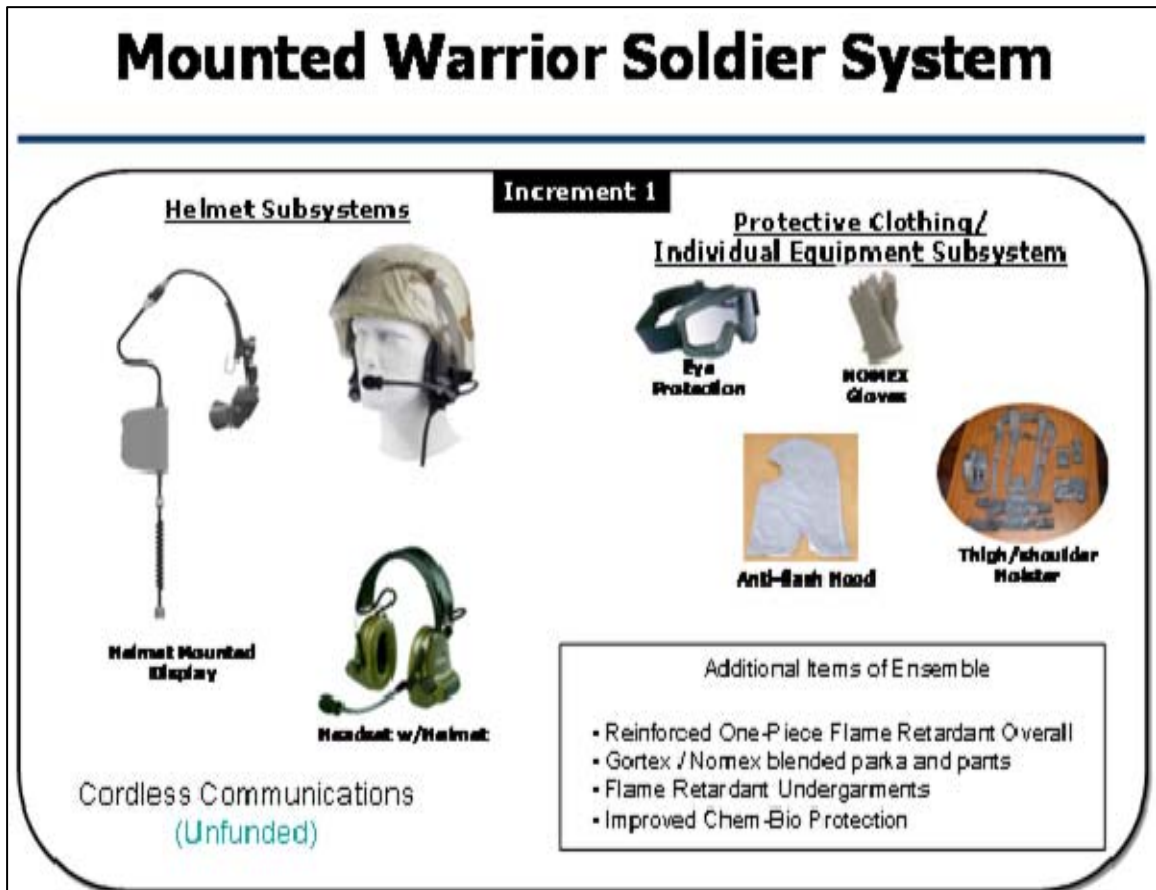 Mounted Warrior Soldier System
Increment 1
Helmet Subsystems
Helmet Mounted
Display
Headset w/Helmet
Cordless Communications
(Unfunded)
Protective Clothing/
Individual Equipment Subsystem
Eye
Protection
NOMEX
Gloves
Anti-flash Hood
Thigh/shoulder
Holster
Additional Items of Ensemble
• Reinforced One-Piece Flame Retardant Overall
• Gortex / Nomex blended parka and pants
• Flame Retardant Undergarments
• Improved Chem-Bio Protection